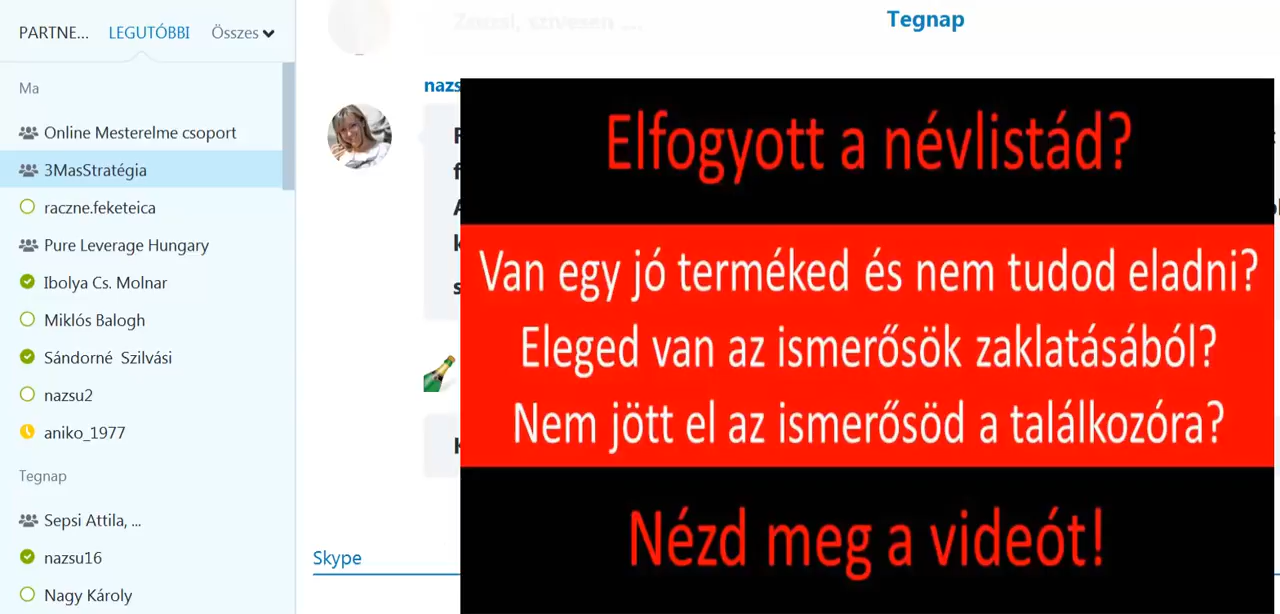 PARTNE... LEGUTÓBBI Összes
Ma
Online Mesterelme csoport
3MasStratégia
raczne.feketeica
Pure Leverage Hungary
Ibolya Cs. Molnar
Miklós Balogh
Sándorné Szilvási
nazsu2
aniko_1977
Tegnap
Sepsi Attila, ...
nazsu16
Nagy Károly
Tegnap
nazs
Skype
Elfogyott a névlistád?
Van egy jó terméked és nem tudod eladni?
Eleged van az ismerősök zaklatásából?
Nem jött el az ismerősöd a találkozóra?
Nézd meg a videót!